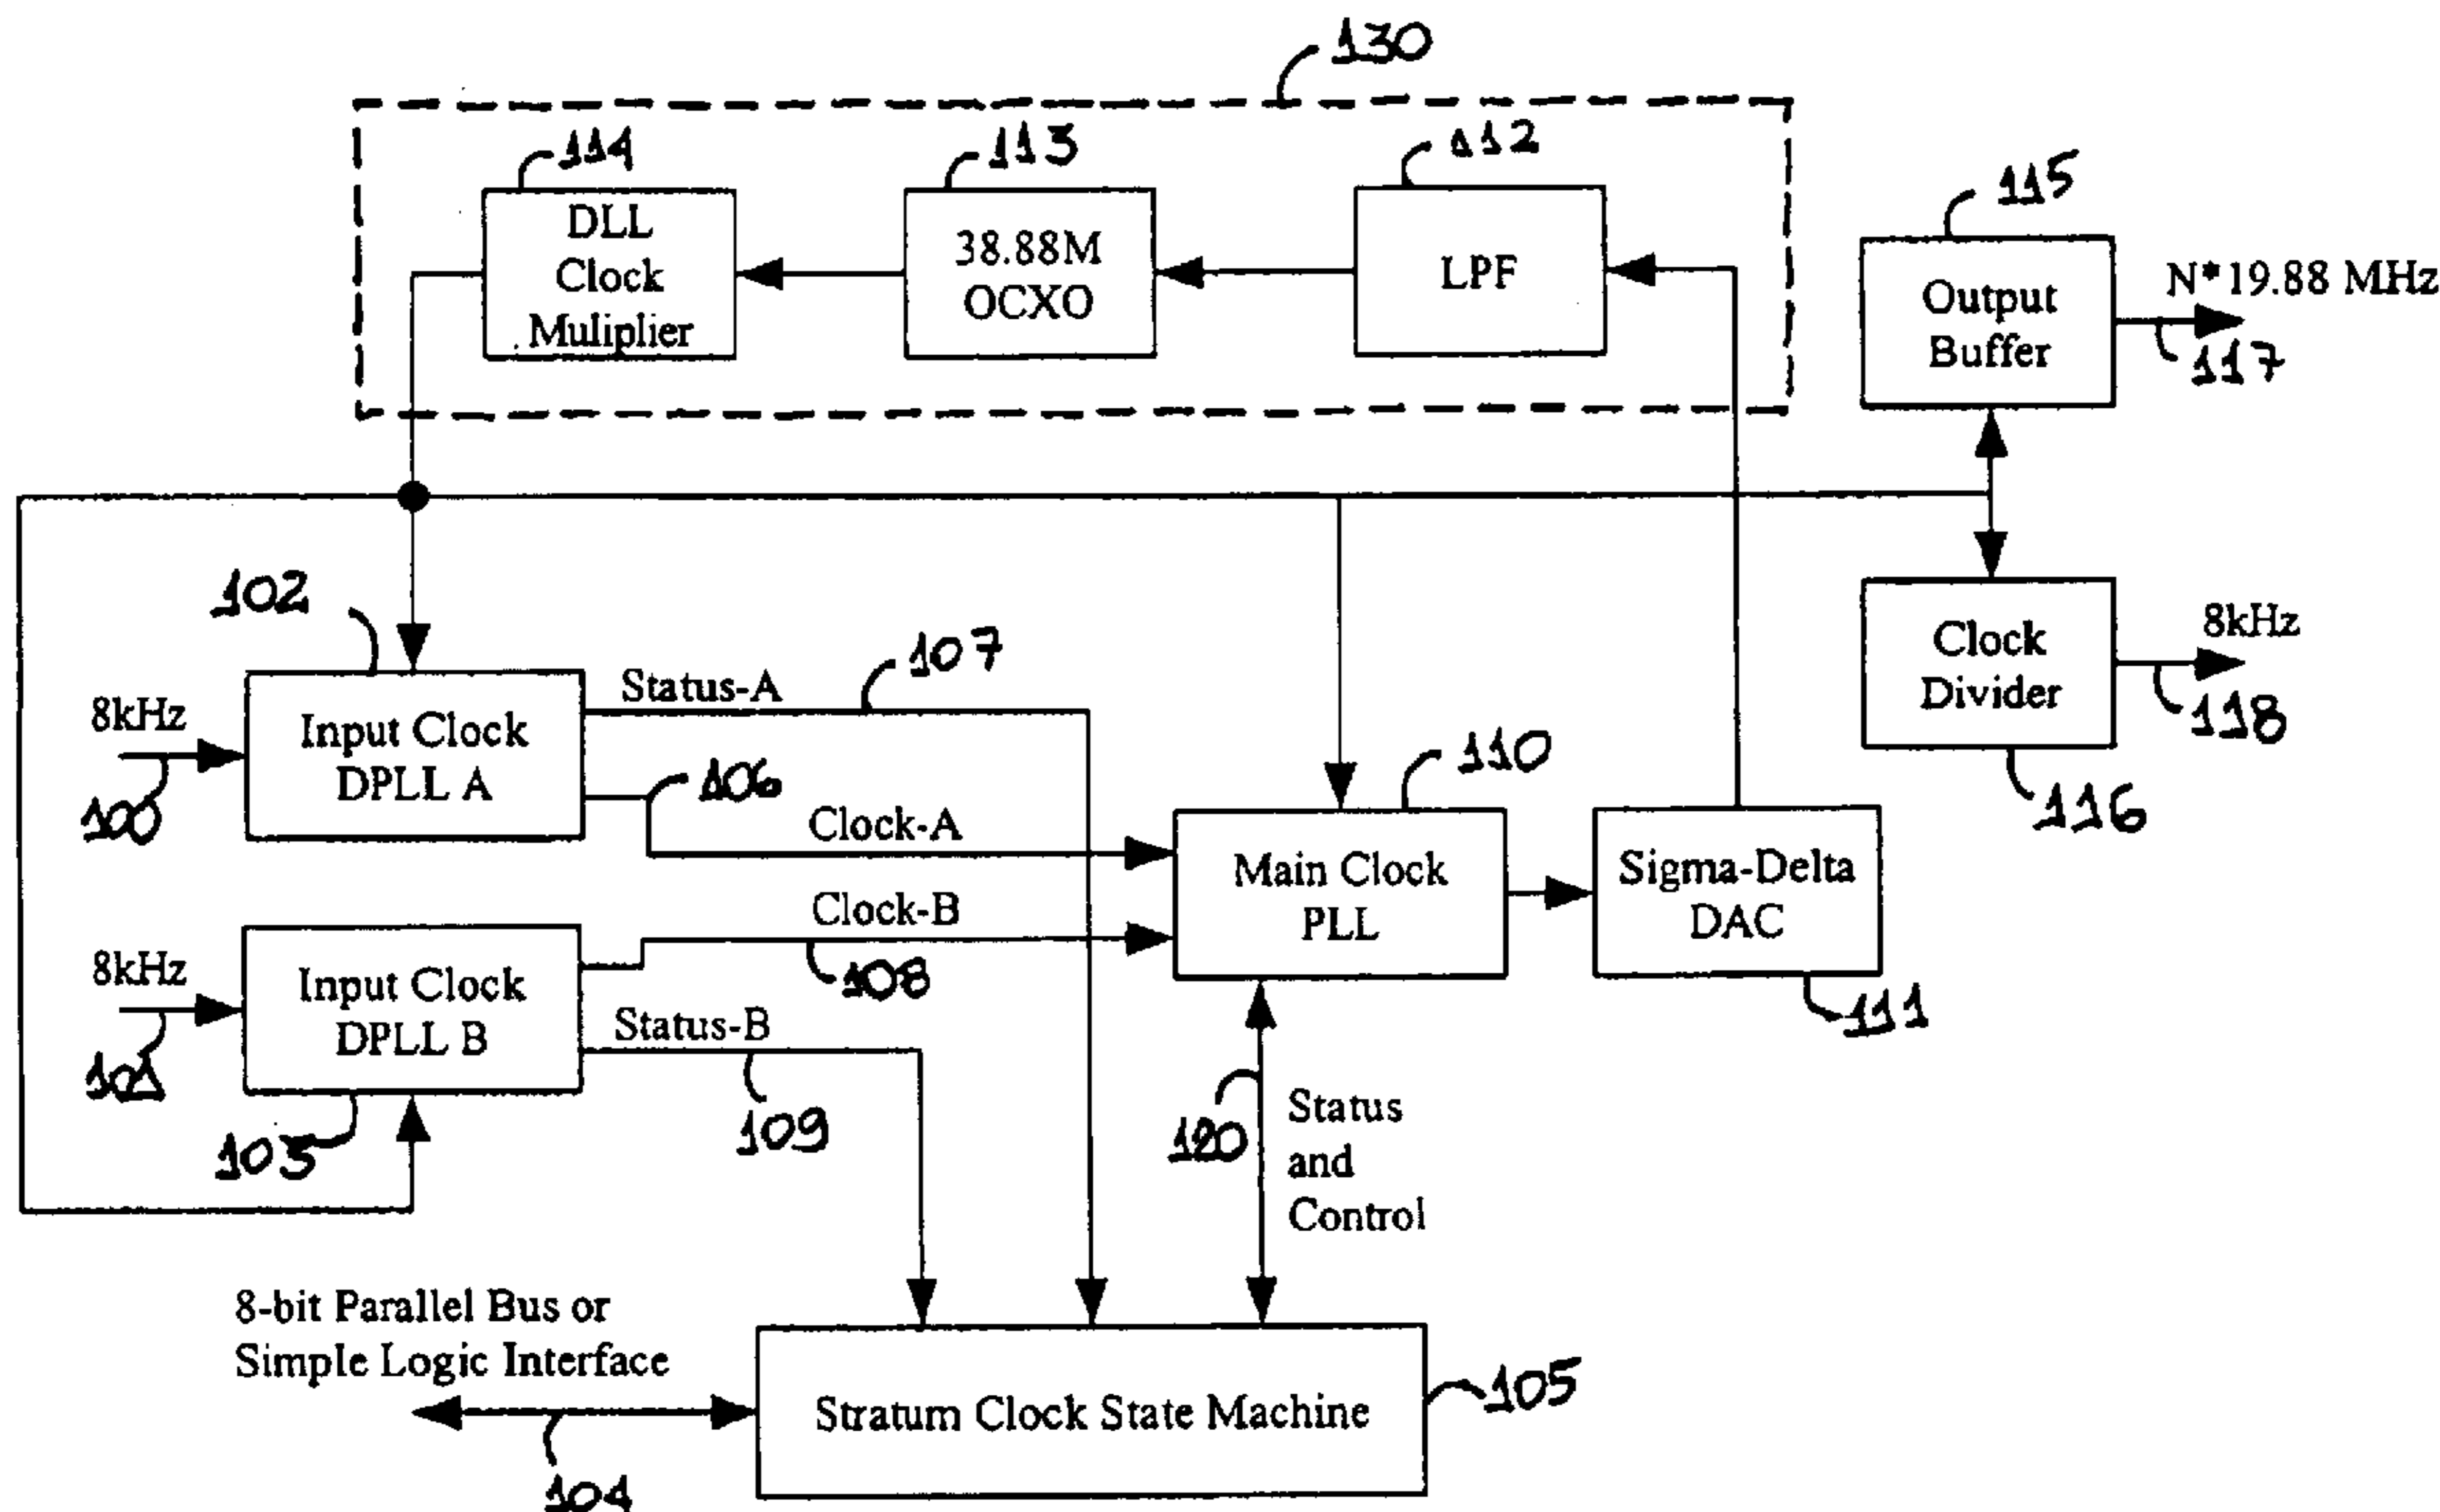 130
114
113
112
115
DLL
Clock
Muliplier
38.88M
OCXO
LPF
Output
Buffer
N*19.88 MHz
117
102
107
Status-A
8kHz
Input Clock
DPLL A
100
106
Clock-A
110
Clock
Divider
8kHz
118
116
Main Clock
PLL
Sigma-Delta
DAC
111
Clock-B
108
8kHz
Input Clock
DPLL B
101
Status-B
109
103
120
Status
and
Control
8-bit Parallel Bus or
Simple Logic Interface
104
Stratum Clock State Machine
105